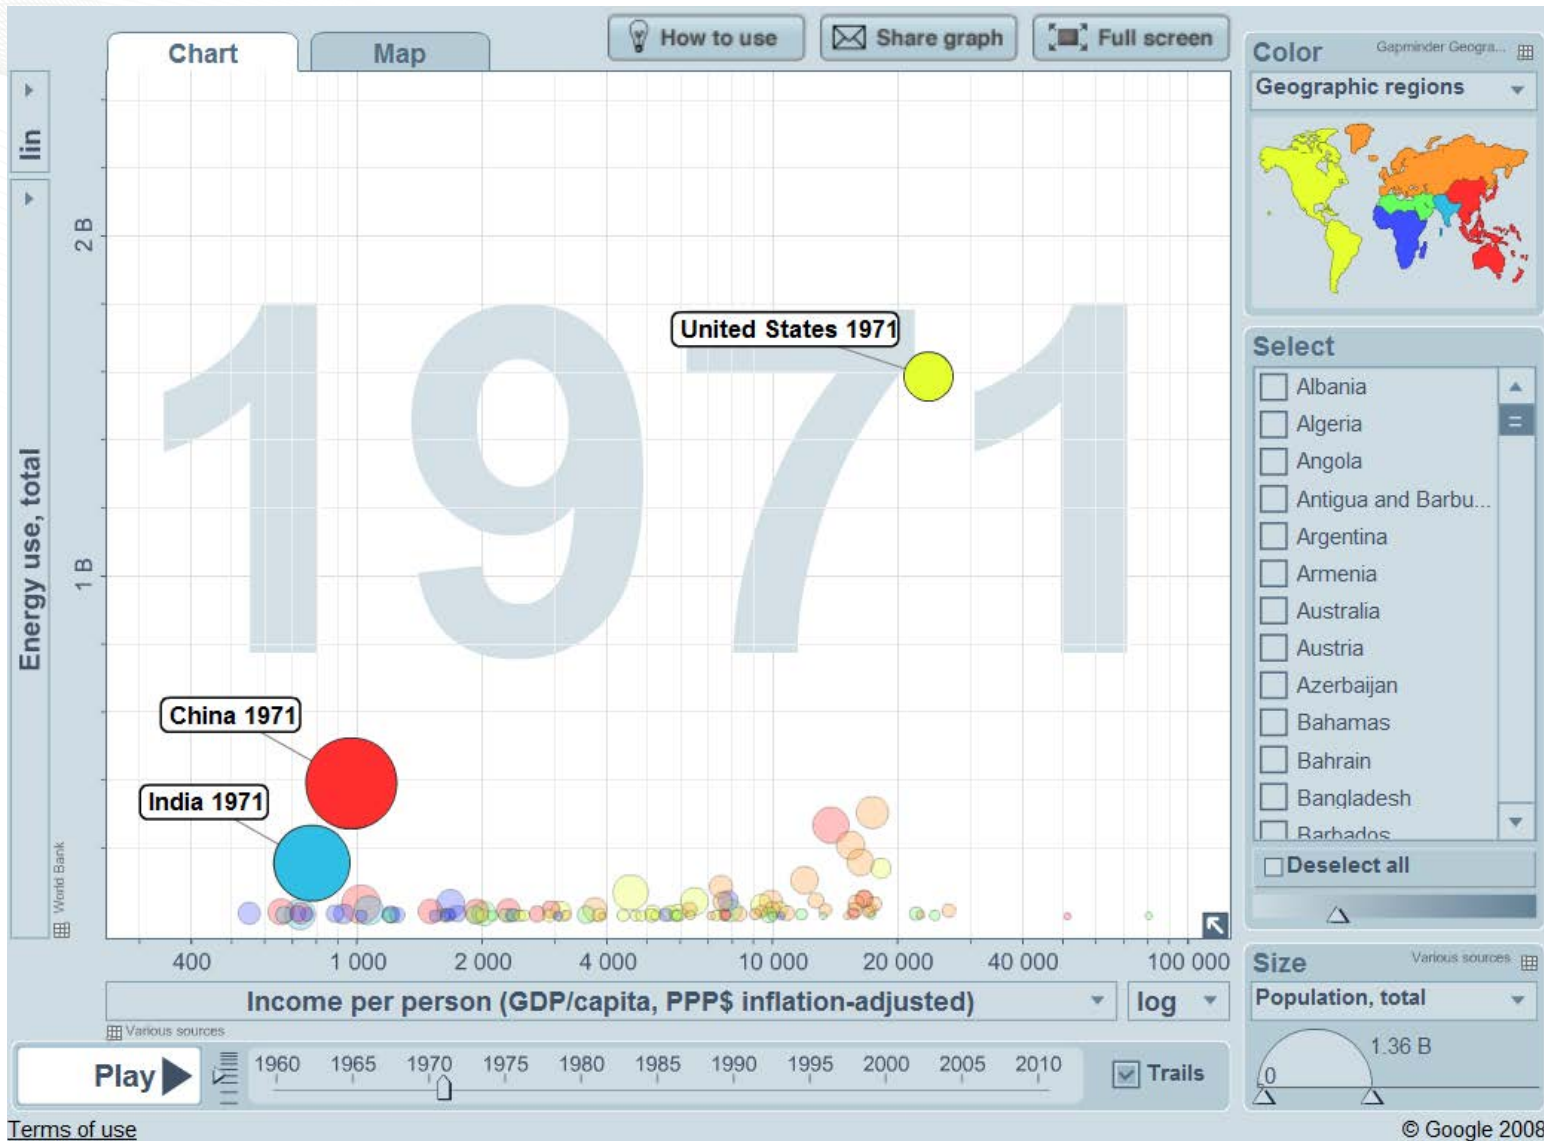 Chart
Map
How to use
Share graph
Full screen
lin
Energy use, total
World Bank
2 B
1 B
1971
United States 1971
China 1971
India 1971
400
1 000
2 000
4 000
10 000
20 000
40 000
100 000
Income per person (GDP/capita, PPP$ inflation-adjusted)
log
Various sources
Play
1960 1965 1970 1975 1980 1985 1990 1995 2000 2005 2010
Trails
Color
Gapminder Geogra...
Geographic regions
Select
Albania
Algeria
Angola
Antigua and Barbu...
Argentina
Armenia
Australia
Austria
Azerbaijan
Bahamas
Bahrain
Bangladesh
Barbados
Deselect all
Size
Various sources
Population, total
1.36 B
0
Terms of use
© Google 2008